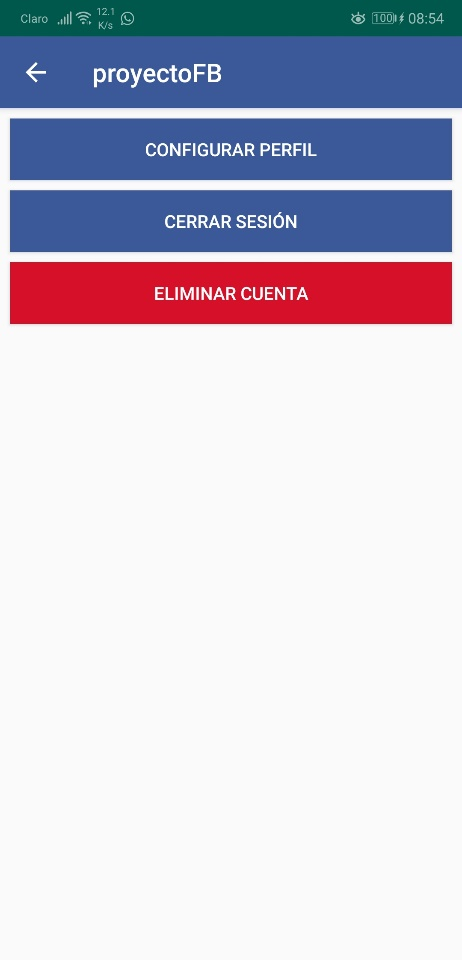 Claro 12.1 K/s 100 08:54
proyectoFB
CONFIGURAR PERFIL
CERRAR SESIÓN
ELIMINAR CUENTA